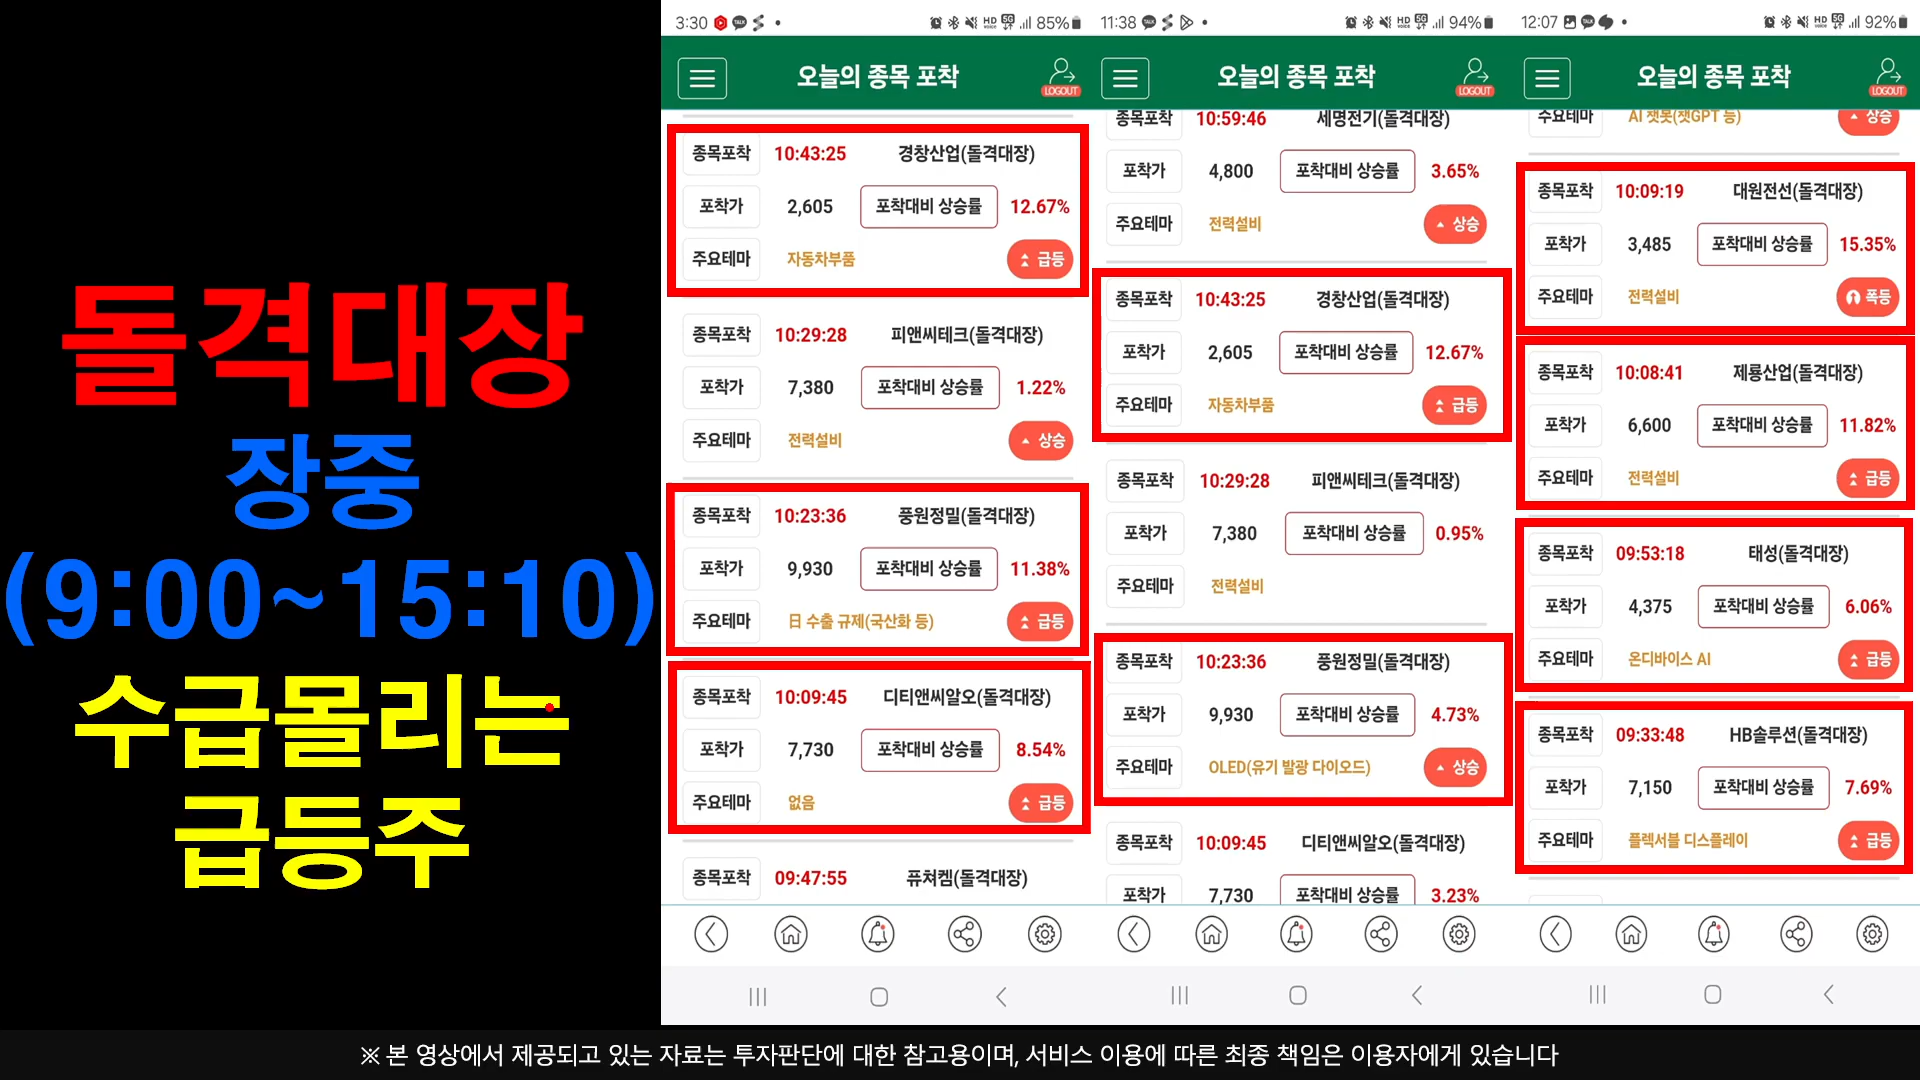 돌격대장
장중
(9:00~15:10)
수급몰리는
급등주
3:30 85%
오늘의 종목 포착
LOGOUT
종목포착 10:43:25 경창산업(돌격대장)
포착가 2,605 포착대비 상승률 12.67%
주요테마 자동차부품 급등
종목포착 10:29:28 피앤씨테크(돌격대장)
포착가 7,380 포착대비 상승률 1.22%
주요테마 전력설비 상승
종목포착 10:23:36 풍원정밀(돌격대장)
포착가 9,930 포착대비 상승률 11.38%
주요테마 日 수출 규제(국산화 등) 급등
종목포착 10:09:45 디티앤씨알오(돌격대장)
포착가 7,730 포착대비 상승률 8.54%
주요테마 없음 급등
종목포착 09:47:55 퓨쳐켐(돌격대장)
11:38 94%
오늘의 종목 포착
LOGOUT
종목포착 10:59:46 세명전기(돌격대장)
포착가 4,800 포착대비 상승률 3.65%
주요테마 전력설비 상승
종목포착 10:43:25 경창산업(돌격대장)
포착가 2,605 포착대비 상승률 12.67%
주요테마 자동차부품 급등
종목포착 10:29:28 피앤씨테크(돌격대장)
포착가 7,380 포착대비 상승률 0.95%
주요테마 전력설비
종목포착 10:23:36 풍원정밀(돌격대장)
포착가 9,930 포착대비 상승률 4.73%
주요테마 OLED(유기 발광 다이오드) 상승
종목포착 10:09:45 디티앤씨알오(돌격대장)
포착가 7,730 포착대비 상승률 3.23%
12:07 92%
오늘의 종목 포착
LOGOUT
주요테마 AI 챗봇(챗GPT 등) 상승
종목포착 10:09:19 대원전선(돌격대장)
포착가 3,485 포착대비 상승률 15.35%
주요테마 전력설비 폭등
종목포착 10:08:41 제룡산업(돌격대장)
포착가 6,600 포착대비 상승률 11.82%
주요테마 전력설비 급등
종목포착 09:53:18 태성(돌격대장)
포착가 4,375 포착대비 상승률 6.06%
주요테마 온디바이스 AI 급등
종목포착 09:33:48 HB솔루션(돌격대장)
포착가 7,150 포착대비 상승률 7.69%
주요테마 플렉서블 디스플레이 급등
※ 본 영상에서 제공되고 있는 자료는 투자판단에 대한 참고용이며, 서비스 이용에 따른 최종 책임은 이용자에게 있습니다